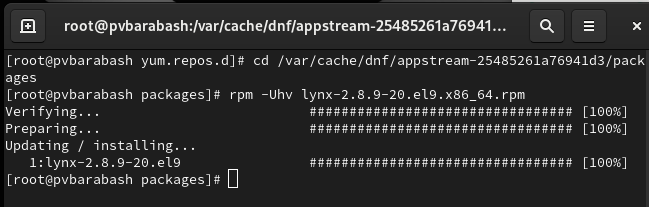 root@pvbarabash:/var/cache/dnf/appstream-25485261a76941...
[root@pvbarabash yum.repos.d]# cd /var/cache/dnf/appstream-25485261a76941d3/pack
ages
[root@pvbarabash packages]# rpm -Uhv lynx-2.8.9-20.el9.x86_64.rpm
Verifying... ################################# [100%]
Preparing... ################################# [100%]
Updating / installing...
1:lynx-2.8.9-20.el9 ################################# [100%]
[root@pvbarabash packages]#